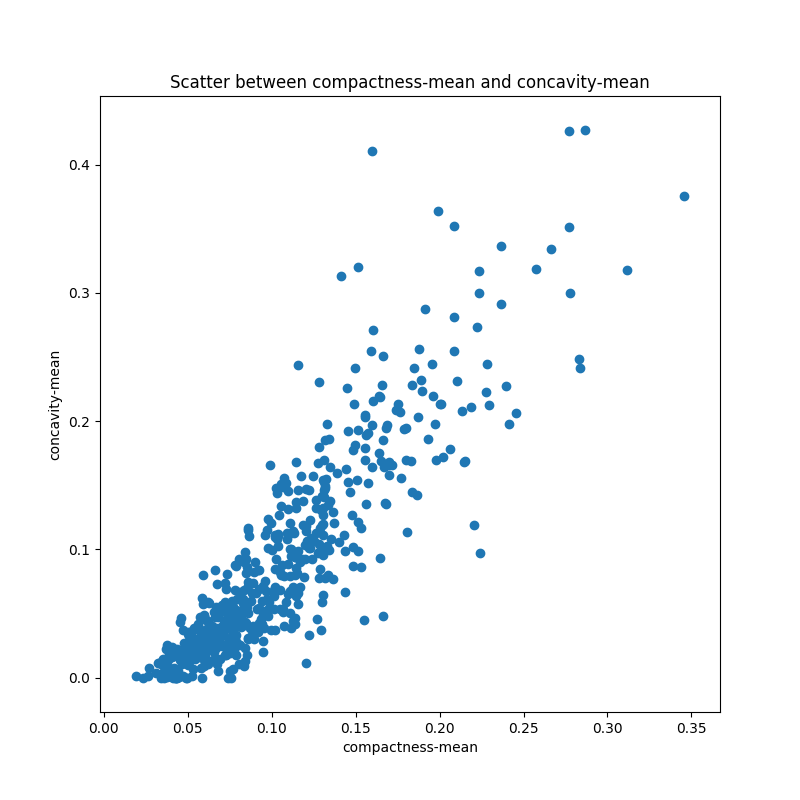 Scatter between compactness-mean and concavity-mean
0.4
0.3
0.2
0.1
0.0
concavity-mean
0.00 0.05 0.10 0.15 0.20 0.25 0.30 0.35
compactness-mean